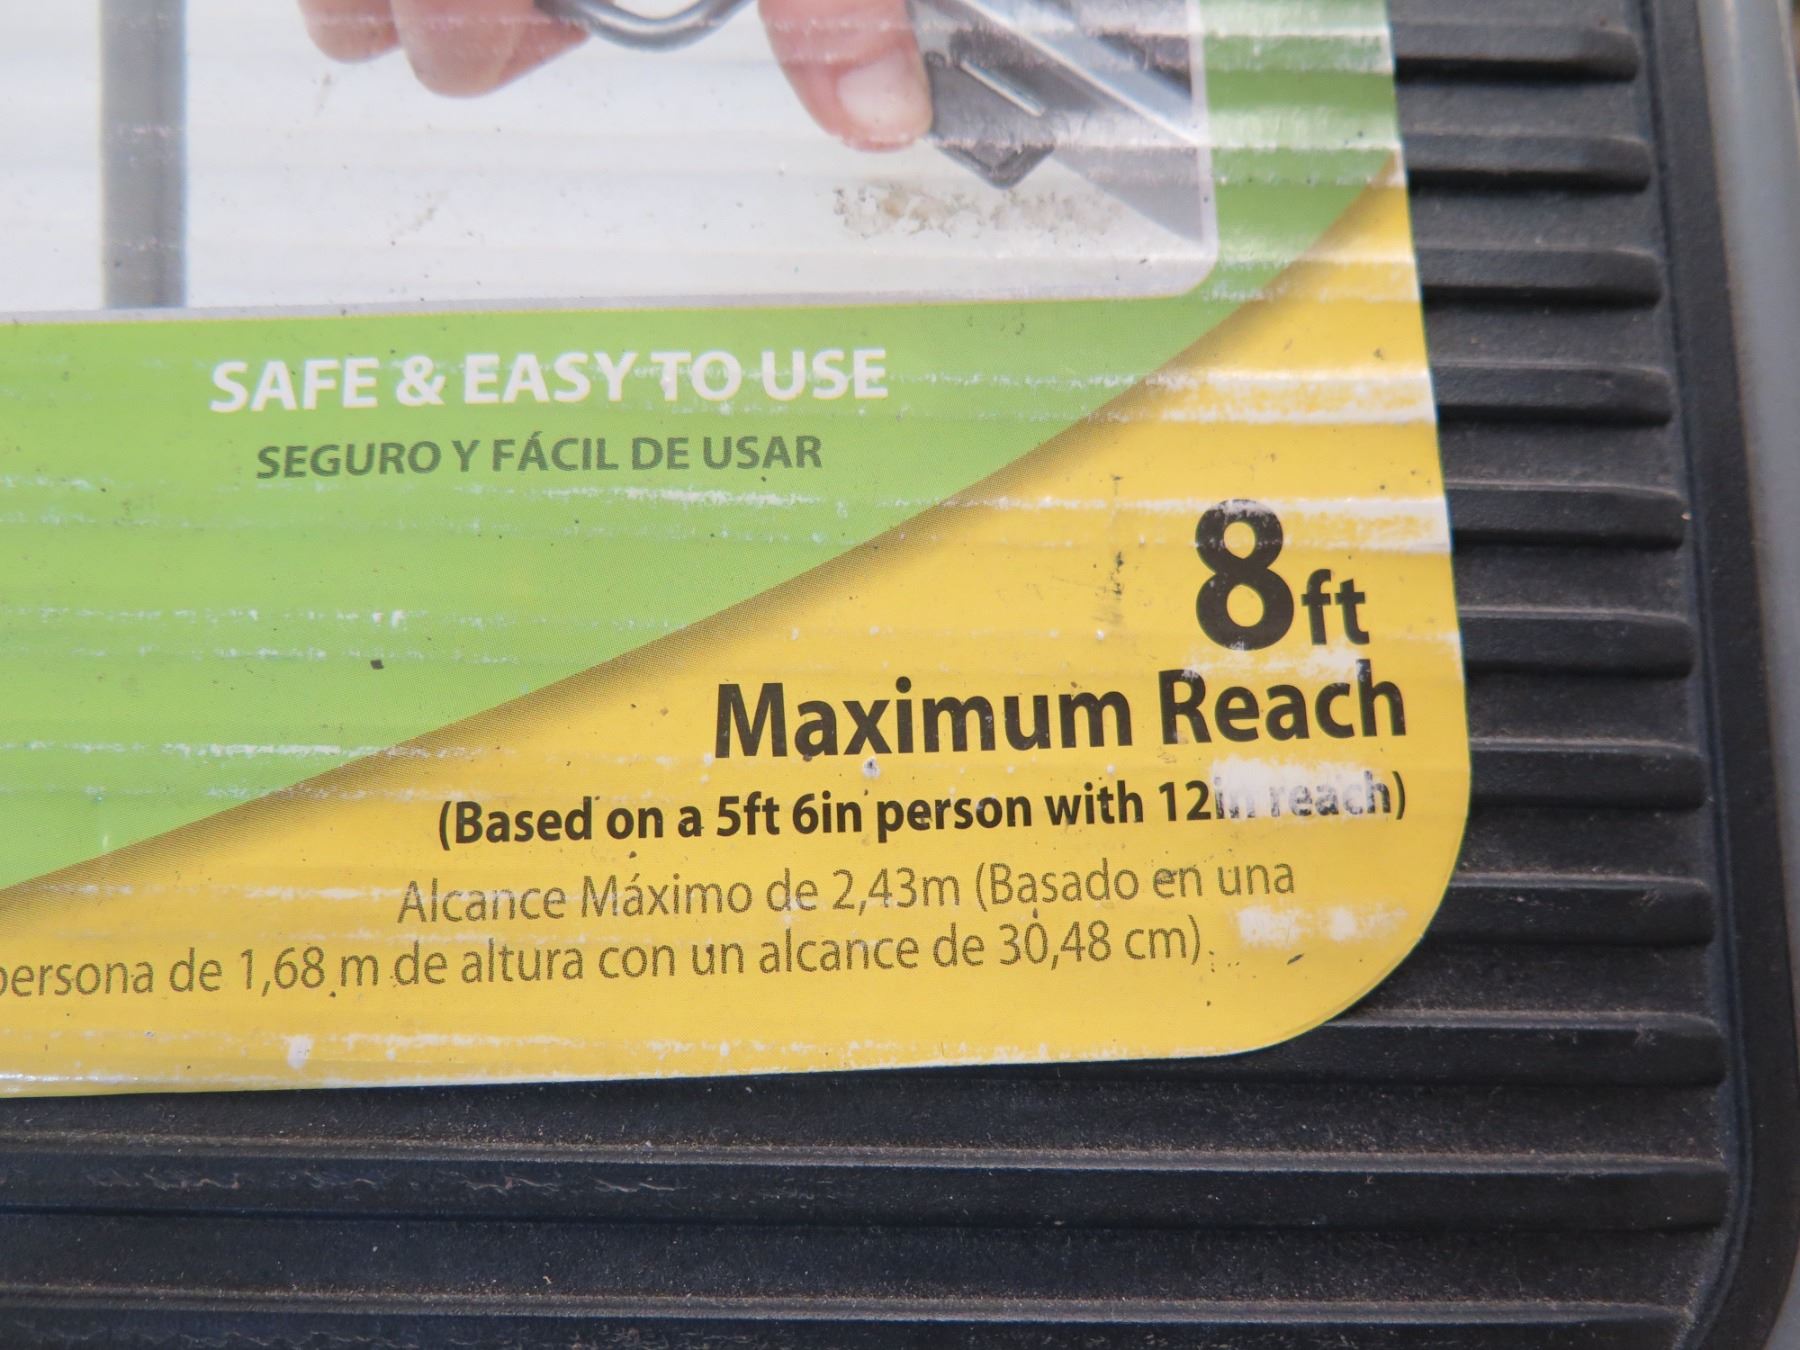 SAFE & EASY TO USE
SEGURO Y FÁCIL DE USAR
8ft
Maximum Reach
(Based on a 5ft 6in person with 12in reach)
Alcance Máximo de 2,43m (Basado en una
persona de 1,68 m de altura con un alcance de 30,48 cm).